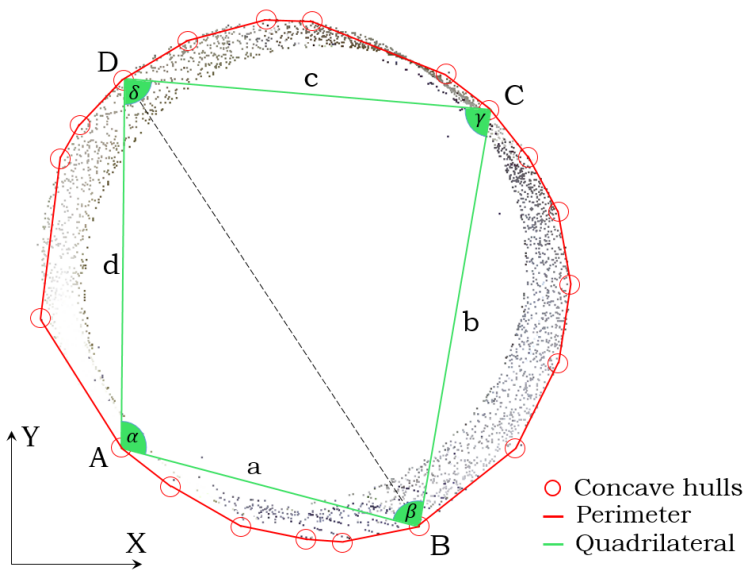 D
δ
c
C
γ
d
b
α
A
a
β
B
Y
X
Concave hulls
Perimeter
Quadrilateral